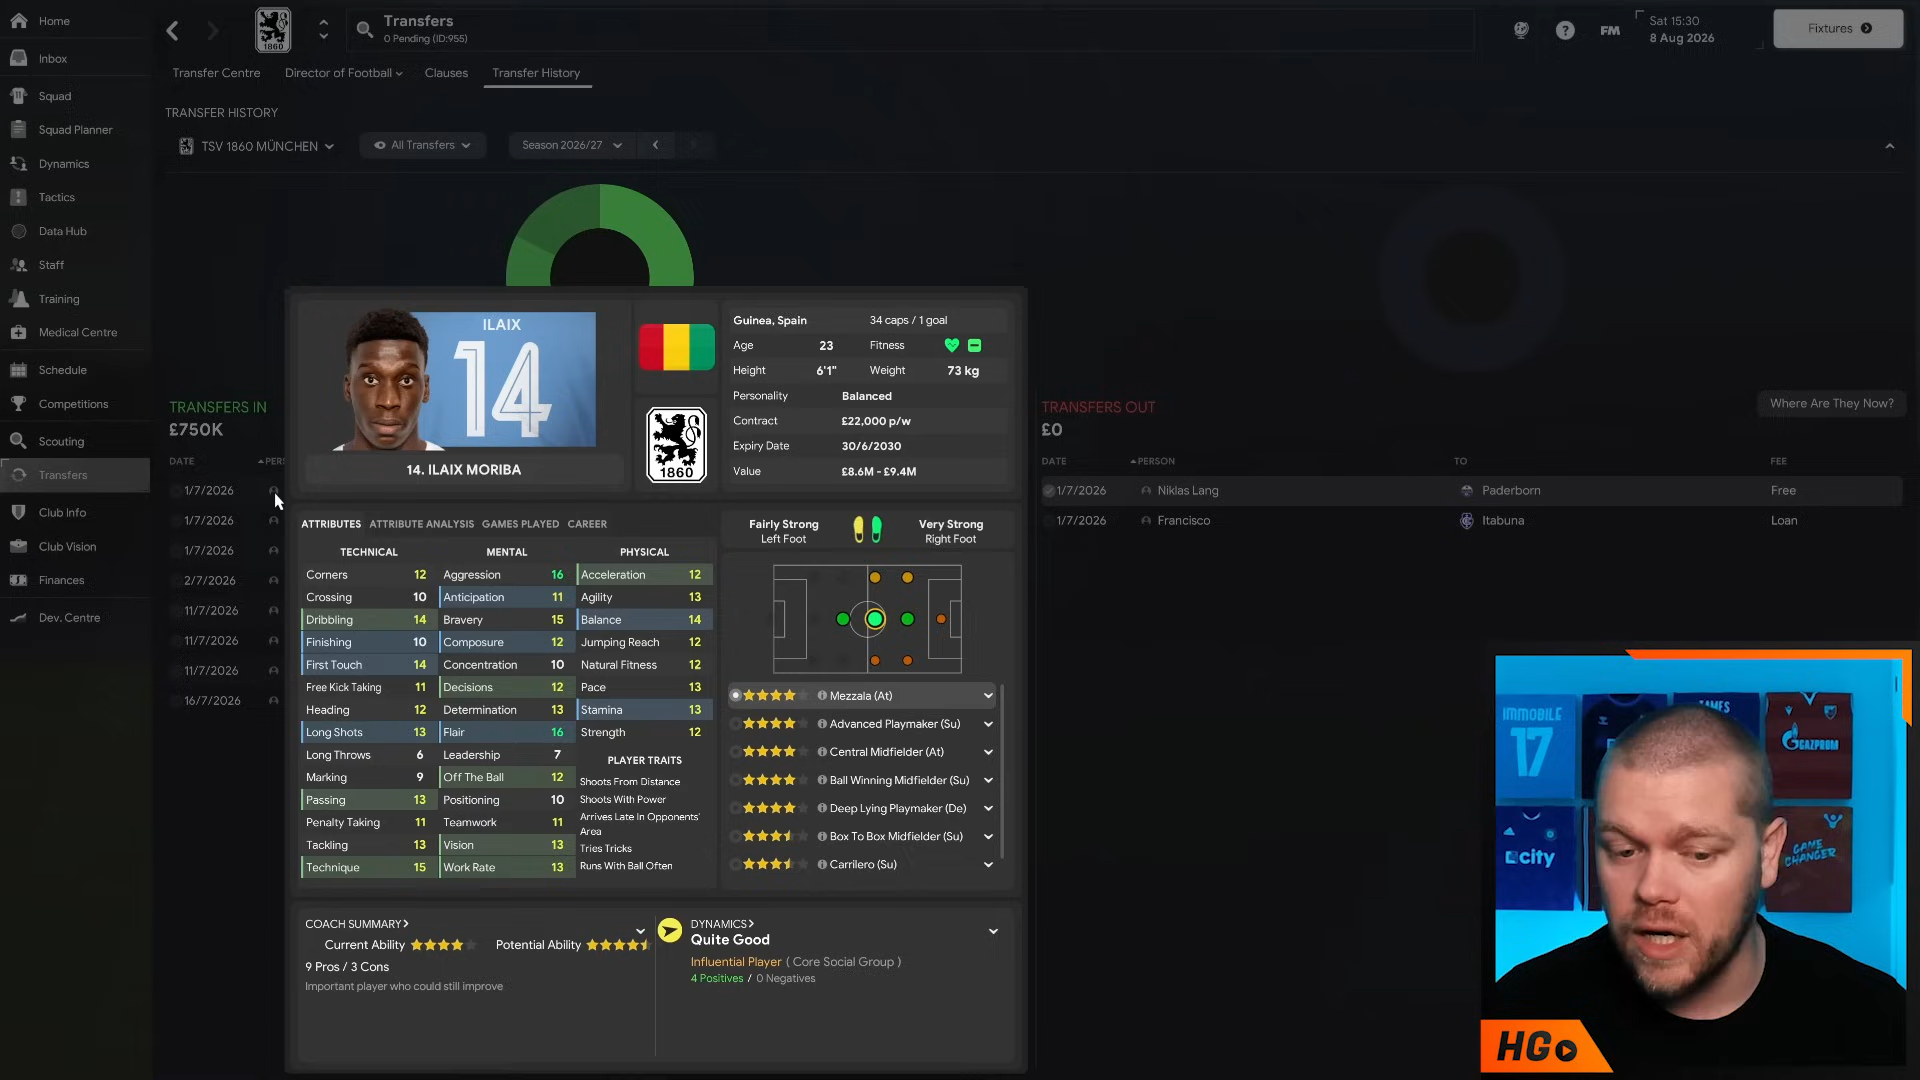 Home
Inbox
Squad
Squad Planner
Dynamics
Tactics
Data Hub
Staff
Training
Medical Centre
Schedule
Competitions
Scouting
Transfers
Club Info
Club Vision
Finances
Dev. Centre
1860
Transfers
0 Pending (ID:955)
FM
Sat 15:30
8 Aug 2026
Fixtures
Transfer Centre
Director of Football
Clauses
Transfer History
TRANSFER HISTORY
TSV 1860 MÜNCHEN
All Transfers
Season 2026/27
TRANSFERS IN
£750K
DATE
PER
1/7/2026
1/7/2026
1/7/2026
2/7/2026
11/7/2026
11/7/2026
11/7/2026
16/7/2026
ILAIX
14
14. ILAIX MORIBA
1860
Guinea, Spain 34 caps / 1 goal
Age 23 Fitness
Height 6'1" Weight 73 kg
Personality Balanced
Contract £22,000 p/w
Expiry Date 30/6/2030
Value £8.6M - £9.4M
ATTRIBUTES ATTRIBUTE ANALYSIS GAMES PLAYED CAREER
TECHNICAL MENTAL PHYSICAL
Corners 12 Aggression 16 Acceleration 12
Crossing 10 Anticipation 11 Agility 13
Dribbling 14 Bravery 15 Balance 14
Finishing 10 Composure 12 Jumping Reach 12
First Touch 14 Concentration 10 Natural Fitness 12
Free Kick Taking 11 Decisions 12 Pace 13
Heading 12 Determination 13 Stamina 13
Long Shots 13 Flair 16 Strength 12
Long Throws 6 Leadership 7
Marking 9 Off The Ball 12
Passing 13 Positioning 10
Penalty Taking 11 Teamwork 11
Tackling 13 Vision 13
Technique 15 Work Rate 13
PLAYER TRAITS
Shoots From Distance
Shoots With Power
Arrives Late In Opponents'
Area
Tries Tricks
Runs With Ball Often
Fairly Strong
Left Foot
Very Strong
Right Foot
Mezzala (At)
Advanced Playmaker (Su)
Central Midfielder (At)
Ball Winning Midfielder (Su)
Deep Lying Playmaker (De)
Box To Box Midfielder (Su)
Carrilero (Su)
COACH SUMMARY
Current Ability Potential Ability
9 Pros / 3 Cons
Important player who could still improve
DYNAMICS
Quite Good
Influential Player ( Core Social Group )
4 Positives / 0 Negatives
TRANSFERS OUT
£0
Where Are They Now?
DATE PERSON TO FEE
1/7/2026 Niklas Lang Paderborn Free
1/7/2026 Francisco Itabuna Loan
IMMOBILE
17
GAZPROM
city
GAME
CHANGER
HG